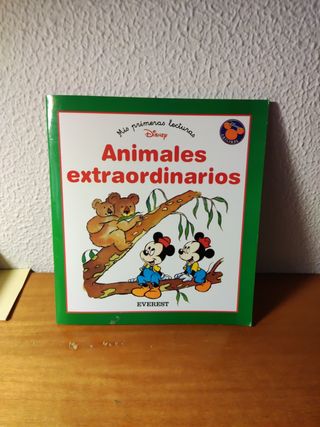 Mis primeras lecturas
Disney
Animales
extraordinarios
EVEREST